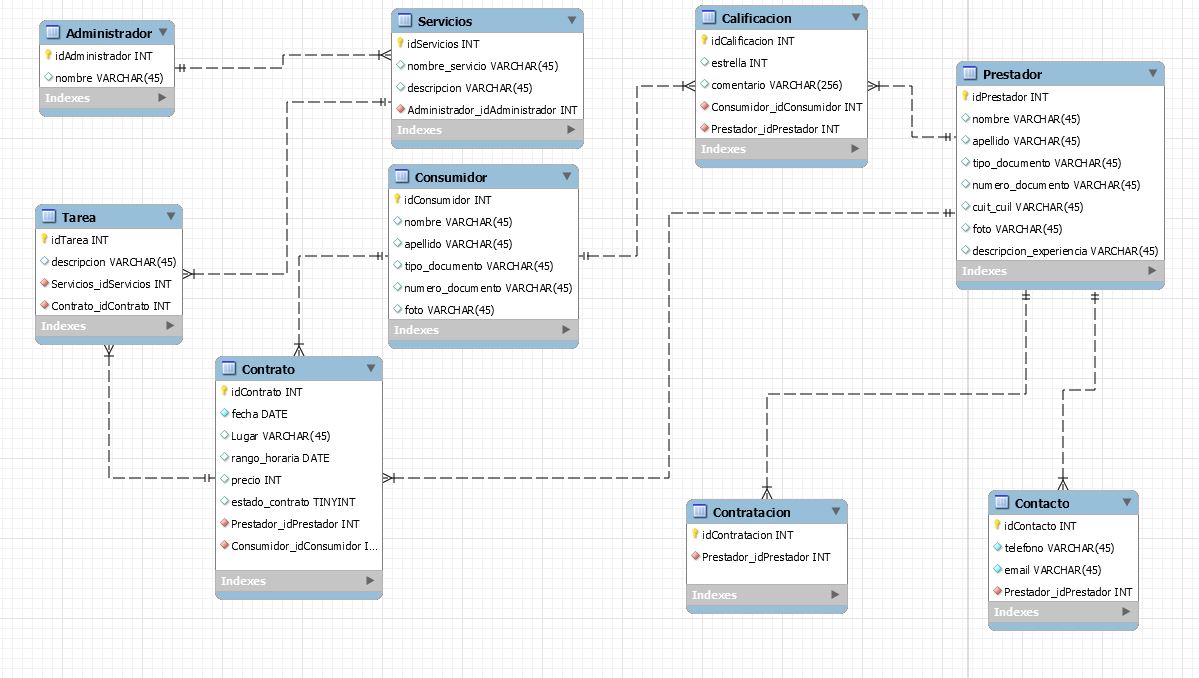 Administrador
idAdministrador INT
nombre VARCHAR(45)
Indexes
Servicios
idServicios INT
nombre_servicio VARCHAR(45)
descripcion VARCHAR(45)
Administrador_idAdministrador INT
Indexes
Calificacion
idCalificacion INT
estrella INT
comentario VARCHAR(256)
Consumidor_idConsumidor INT
Prestador_idPrestador INT
Indexes
Prestador
idPrestador INT
nombre VARCHAR(45)
apellido VARCHAR(45)
tipo_documento VARCHAR(45)
numero_documento VARCHAR(45)
cuit_cuil VARCHAR(45)
foto VARCHAR(45)
descripcion_experiencia VARCHAR(45)
Indexes
Consumidor
idConsumidor INT
nombre VARCHAR(45)
apellido VARCHAR(45)
tipo_documento VARCHAR(45)
numero_documento VARCHAR(45)
foto VARCHAR(45)
Indexes
Tarea
idTarea INT
descripcion VARCHAR(45)
Servicios_idServicios INT
Contrato_idContrato INT
Indexes
Contrato
idContrato INT
fecha DATE
Lugar VARCHAR(45)
rango_horaria DATE
precio INT
estado_contrato TINYINT
Prestador_idPrestador INT
Consumidor_idConsumidor I...
Indexes
Contratacion
idContratacion INT
Prestador_idPrestador INT
Indexes
Contacto
idContacto INT
telefono VARCHAR(45)
email VARCHAR(45)
Prestador_idPrestador INT
Indexes